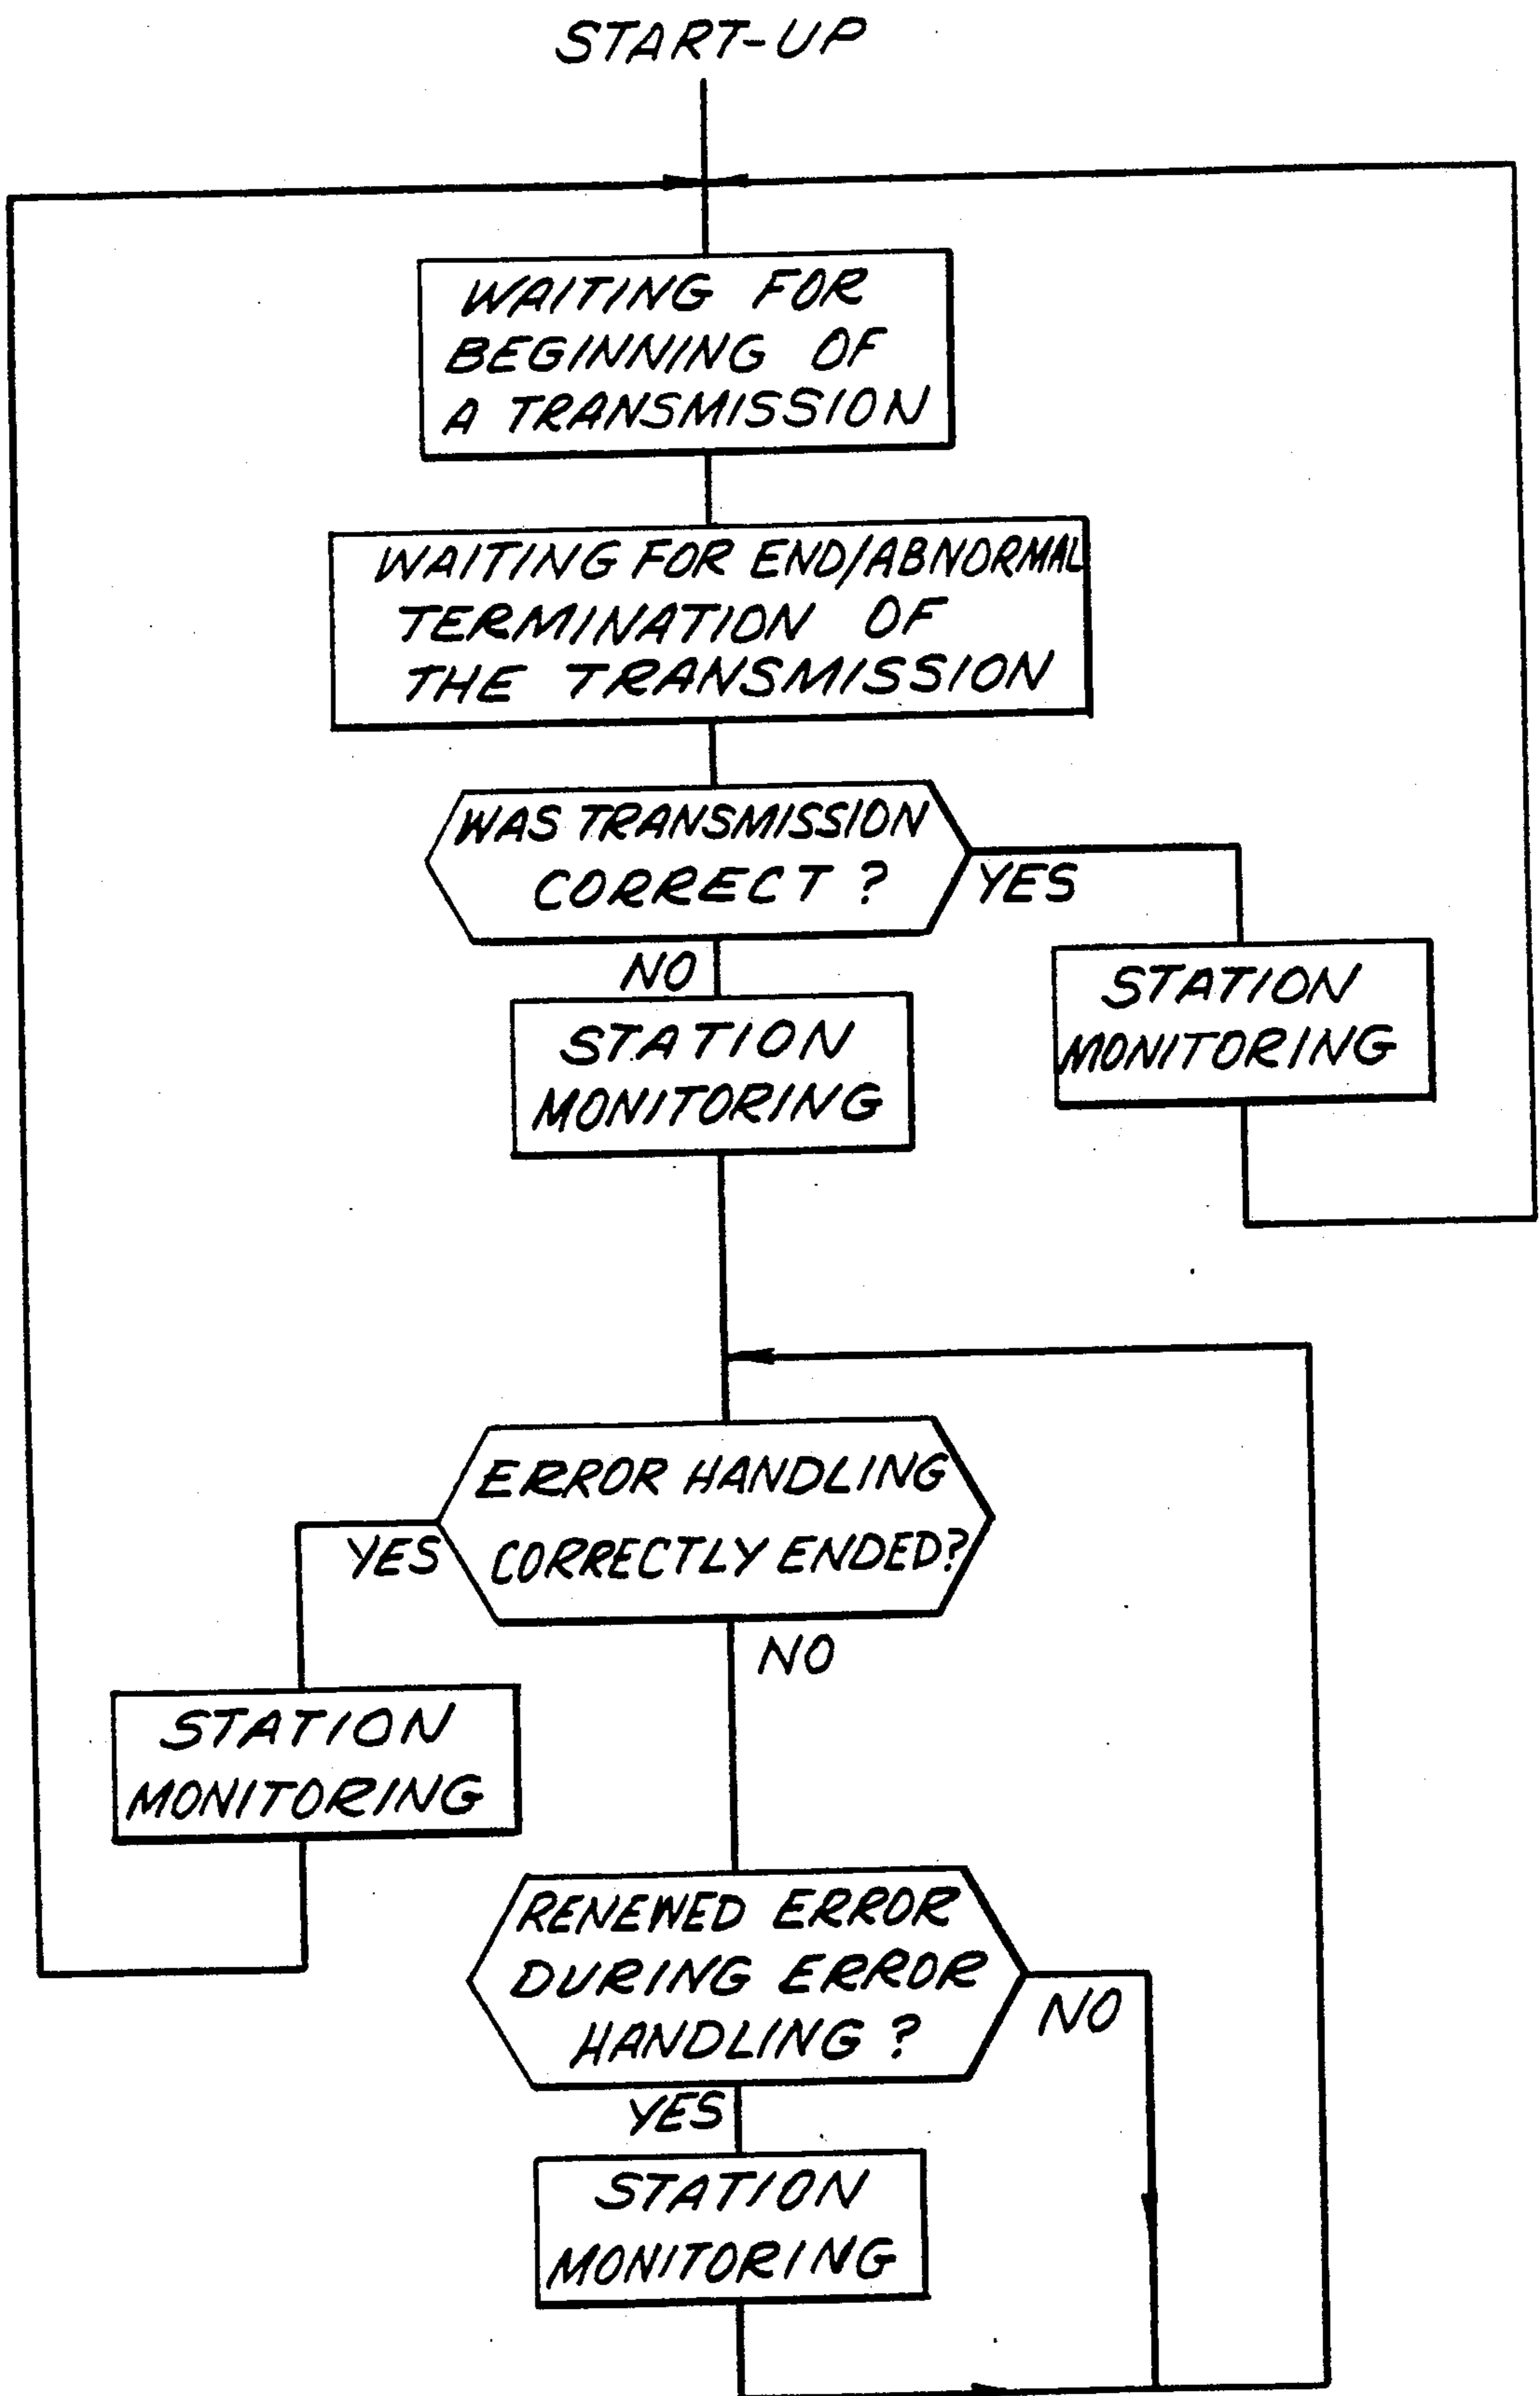 START-UP
WAITING FOR
BEGINNING OF
A TRANSMISSION
WAITING FOR END/ABNORMAL
TERMINATION OF
THE TRANSMISSION
WAS TRANSMISSION
CORRECT ?
YES
NO
STATION
MONITORING
STATION
MONITORING
ERROR HANDLING
CORRECTLY ENDED?
YES
NO
STATION
MONITORING
RENEWED ERROR
DURING ERROR
HANDLING ?
NO
YES
STATION
MONITORING